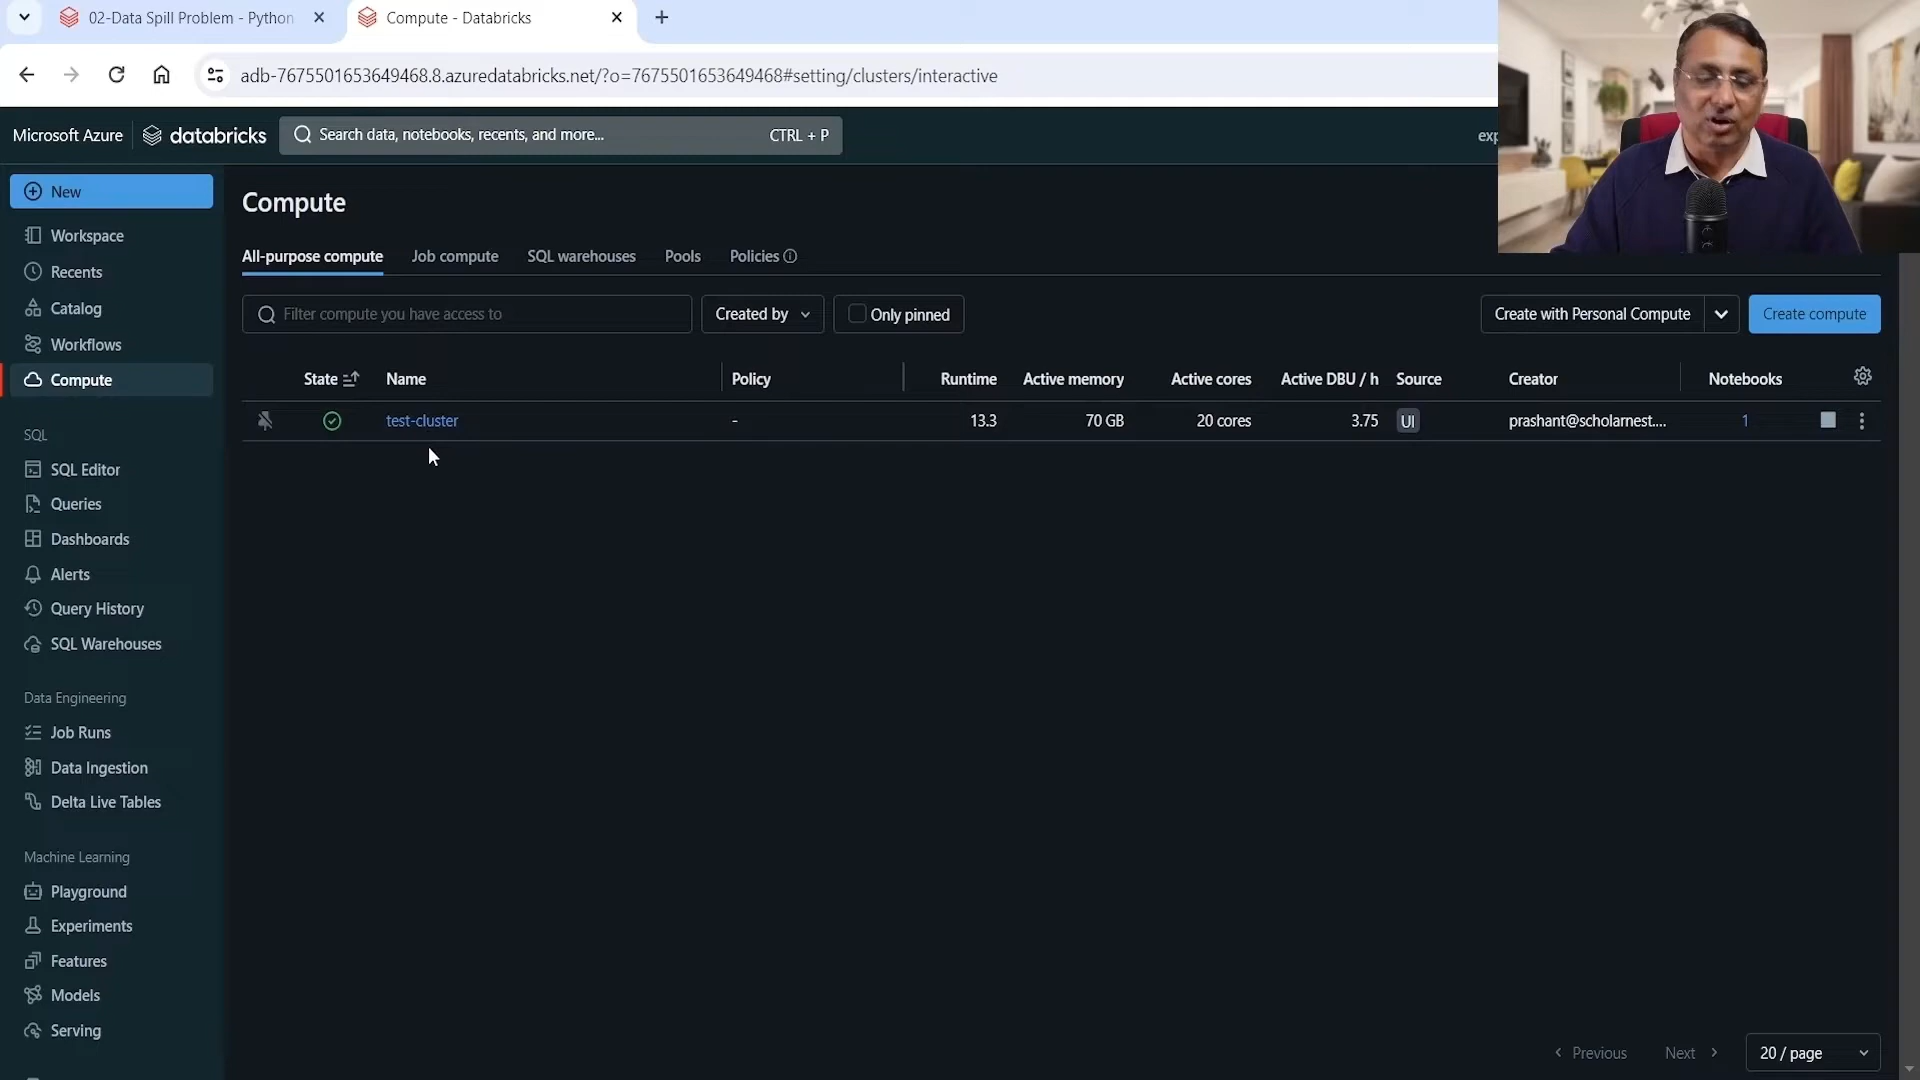 02-Data Spill Problem - Python
Compute - Databricks
adb-7675501653649468.8.azuredatabricks.net/?o=7675501653649468#setting/clusters/interactive
Microsoft Azure
databricks
Search data, notebooks, recents, and more...
CTRL + P
exp
New
Workspace
Recents
Catalog
Workflows
Compute
SQL
SQL Editor
Queries
Dashboards
Alerts
Query History
SQL Warehouses
Data Engineering
Job Runs
Data Ingestion
Delta Live Tables
Machine Learning
Playground
Experiments
Features
Models
Serving
Compute
All-purpose compute
Job compute
SQL warehouses
Pools
Policies
Filter compute you have access to
Created by
Only pinned
Create with Personal Compute
Create compute
State Name Policy Runtime Active memory Active cores Active DBU / h Source Creator Notebooks
test-cluster - 13.3 70 GB 20 cores 3.75 UI prashant@scholarnest.... 1
Previous
Next
20 / page